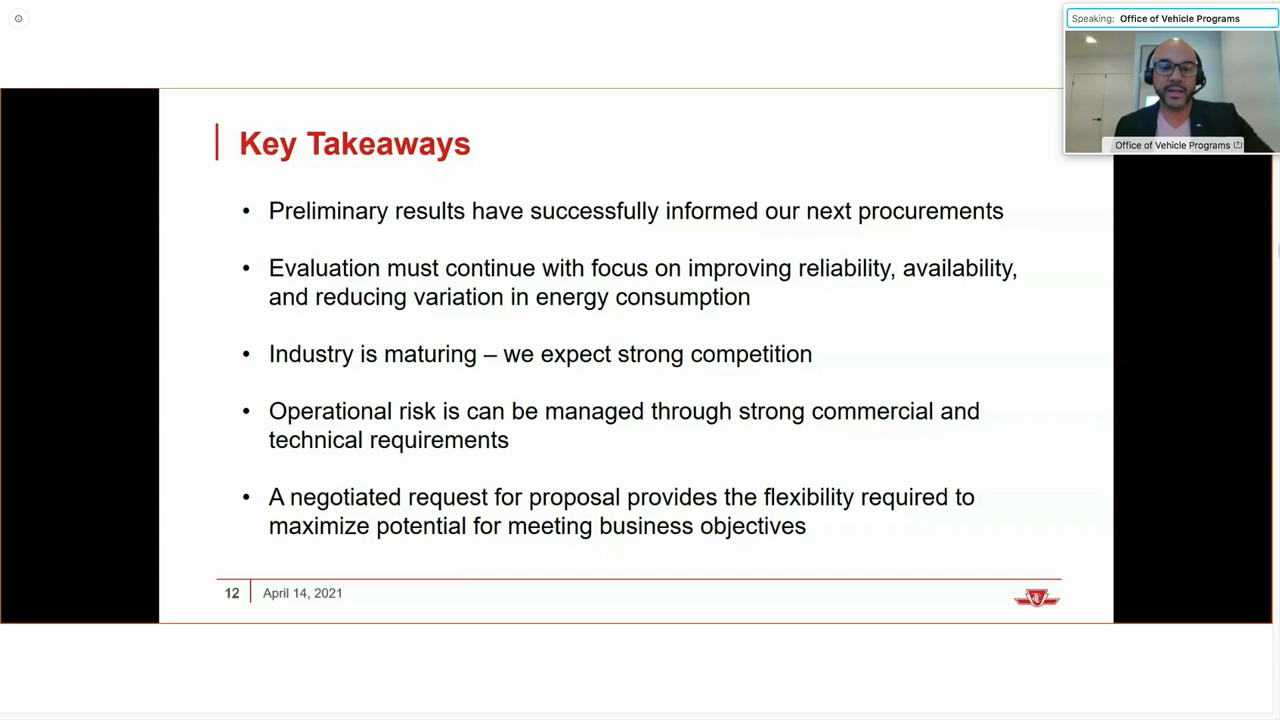 Speaking: Office of Vehicle Programs
Office of Vehicle Programs
Key Takeaways
• Preliminary results have successfully informed our next procurements
• Evaluation must continue with focus on improving reliability, availability,
and reducing variation in energy consumption
• Industry is maturing – we expect strong competition
• Operational risk is can be managed through strong commercial and
technical requirements
• A negotiated request for proposal provides the flexibility required to
maximize potential for meeting business objectives
12 April 14, 2021